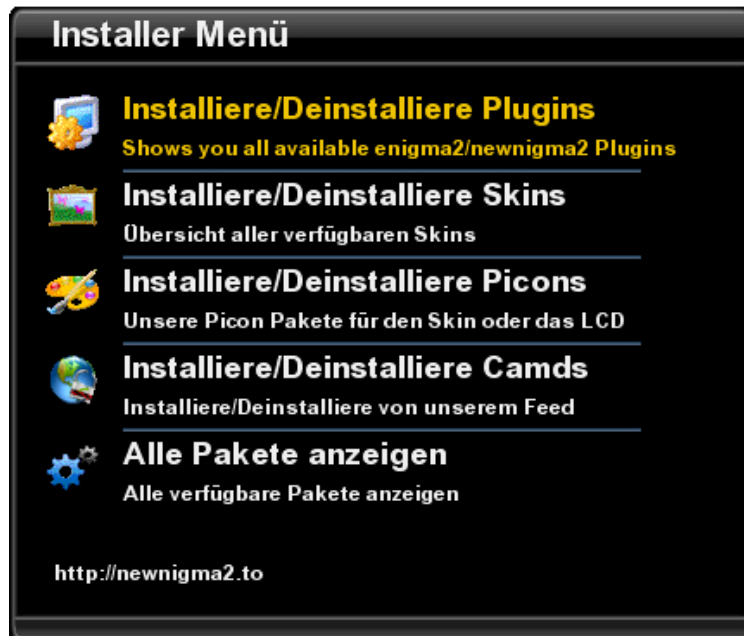 Installer Menü
Installiere/Deinstalliere Plugins
Shows you all available enigma2/newnigma2 Plugins
Installiere/Deinstalliere Skins
Übersicht aller verfügbaren Skins
Installiere/Deinstalliere Picons
Unsere Picon Pakete für den Skin oder das LCD
Installiere/Deinstalliere Camds
Installiere/Deinstalliere von unserem Feed
Alle Pakete anzeigen
Alle verfügbare Pakete anzeigen
http://newnigma2.to